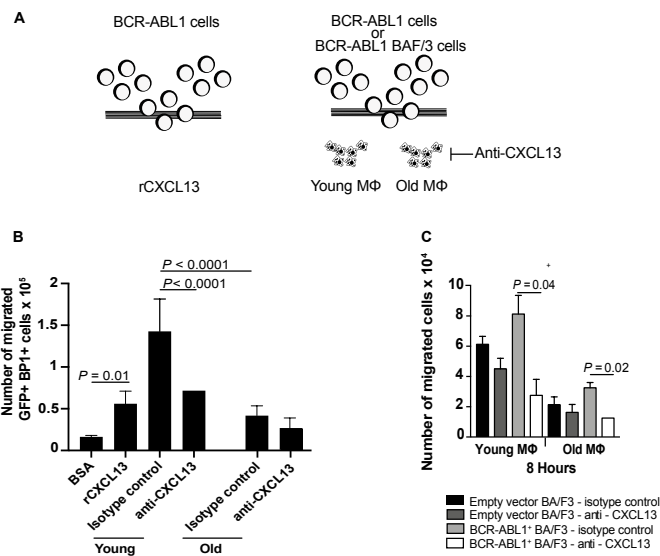 A
BCR-ABL1 cells
BCR-ABL1 cells
or
BCR-ABL1 BAF/3 cells
rCXCL13
Young MΦ
Old MΦ
Anti-CXCL13
B
Number of migrated
GFP+ BP1+ cells x 10⁵
2
1.5
1
0.5
0
P < 0.0001
P < 0.0001
P = 0.01
BSA
rCXCL13
Isotype control
anti-CXCL13
Isotype control
anti-CXCL13
Young
Old
C
Number of migrated cells x 10⁴
10
8
6
4
2
0
+
P = 0.04
P = 0.02
Young MΦ
Old MΦ
8 Hours
Empty vector BA/F3 - isotype control
Empty vector BA/F3 - anti - CXCL13
BCR-ABL1⁺ BA/F3 - isotype control
BCR-ABL1⁺ BA/F3 - anti - CXCL13